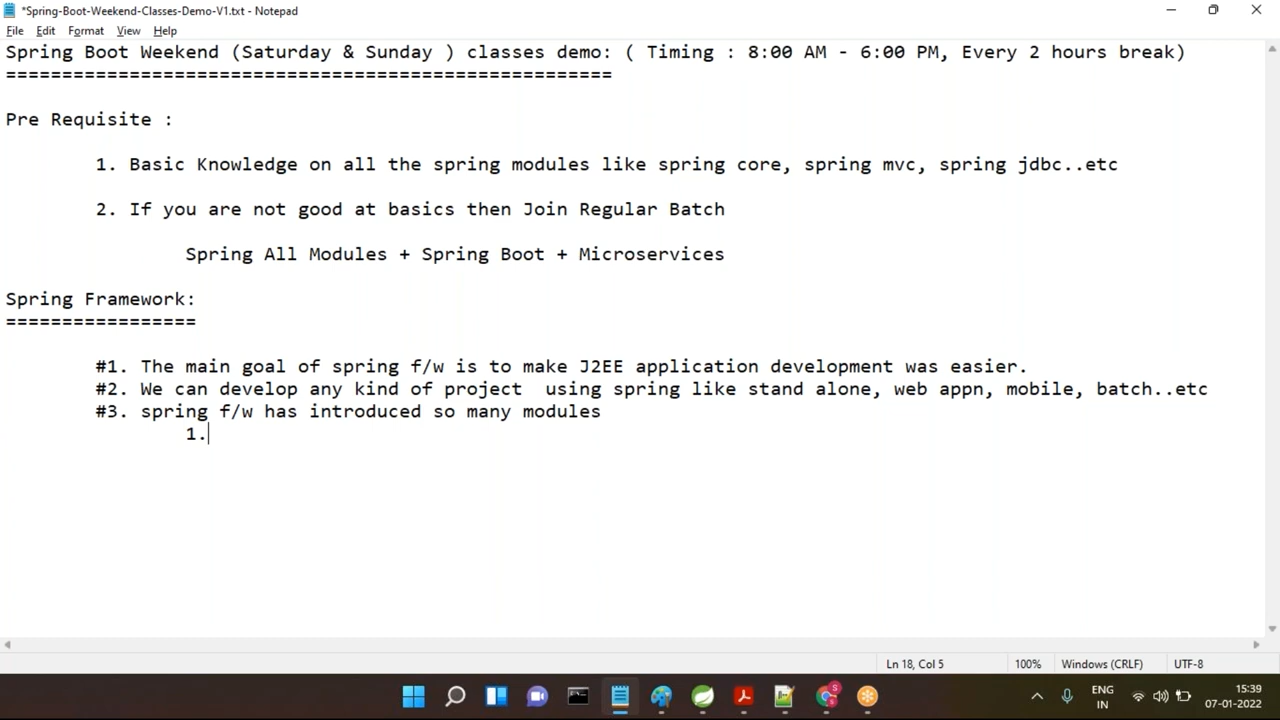 *Spring-Boot-Weekend-Classes-Demo-V1.txt - Notepad
File Edit Format View Help
Spring Boot Weekend (Saturday & Sunday ) classes demo: ( Timing : 8:00 AM - 6:00 PM, Every 2 hours break)
======================================================
Pre Requisite :
1. Basic Knowledge on all the spring modules like spring core, spring mvc, spring jdbc..etc
2. If you are not good at basics then Join Regular Batch
Spring All Modules + Spring Boot + Microservices
Spring Framework:
=================
#1. The main goal of spring f/w is to make J2EE application development was easier.
#2. We can develop any kind of project  using spring like stand alone, web appn, mobile, batch..etc
#3. spring f/w has introduced so many modules
1.
Ln 18, Col 5 100% Windows (CRLF) UTF-8
ENG IN
15:39
07-01-2022